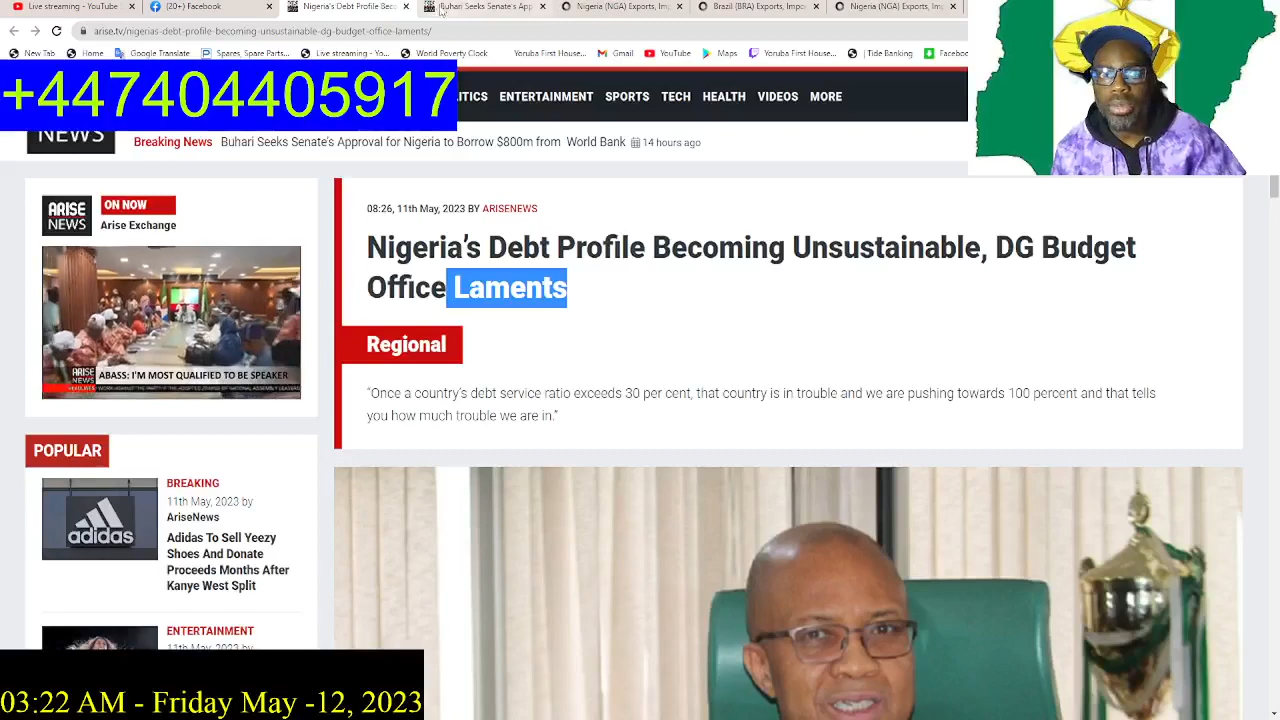 Live streaming - YouTube S
(20+) Facebook
Nigeria's Debt Profile Beco
Buhari Seeks Senate's App
Nigeria (NGA) Exports, Im
Brazil (BRA) Exports, Impo
Nigeria (NGA) Exports, Im
arise.tv/nigerias-debt-profile-becoming-unsustainable-dg-budget-office-laments/
New Tab
Home
Google Translate
Spares, Spare Parts...
Live streaming - Yo...
World Poverty Clock
Yoruba First House...
Gmail
YouTube
Maps
Yoruba First House...
| Tide Banking
Facebook
+447404405917
LITICS
ENTERTAINMENT
SPORTS
TECH
HEALTH
VIDEOS
MORE
NEWS
Breaking News
Buhari Seeks Senate's Approval for Nigeria to Borrow $800m from World Bank
14 hours ago
ARISE
NEWS
ON NOW
Arise Exchange
ARISE
NEWS
ABASS: I'M MOST QUALIFIED TO BE SPEAKER
08:26, 11th May, 2023 BY ARISENEWS
Nigeria's Debt Profile Becoming Unsustainable, DG Budget
Office Laments
Regional
“Once a country's debt service ratio exceeds 30 per cent, that country is in trouble and we are pushing towards 100 percent and that tells
you how much trouble we are in.”
POPULAR
adidas
BREAKING
11th May, 2023 by
AriseNews
Adidas To Sell Yeezy
Shoes And Donate
Proceeds Months After
Kanye West Split
ENTERTAINMENT
11th May, 2023 by
03:22 AM - Friday May -12, 2023